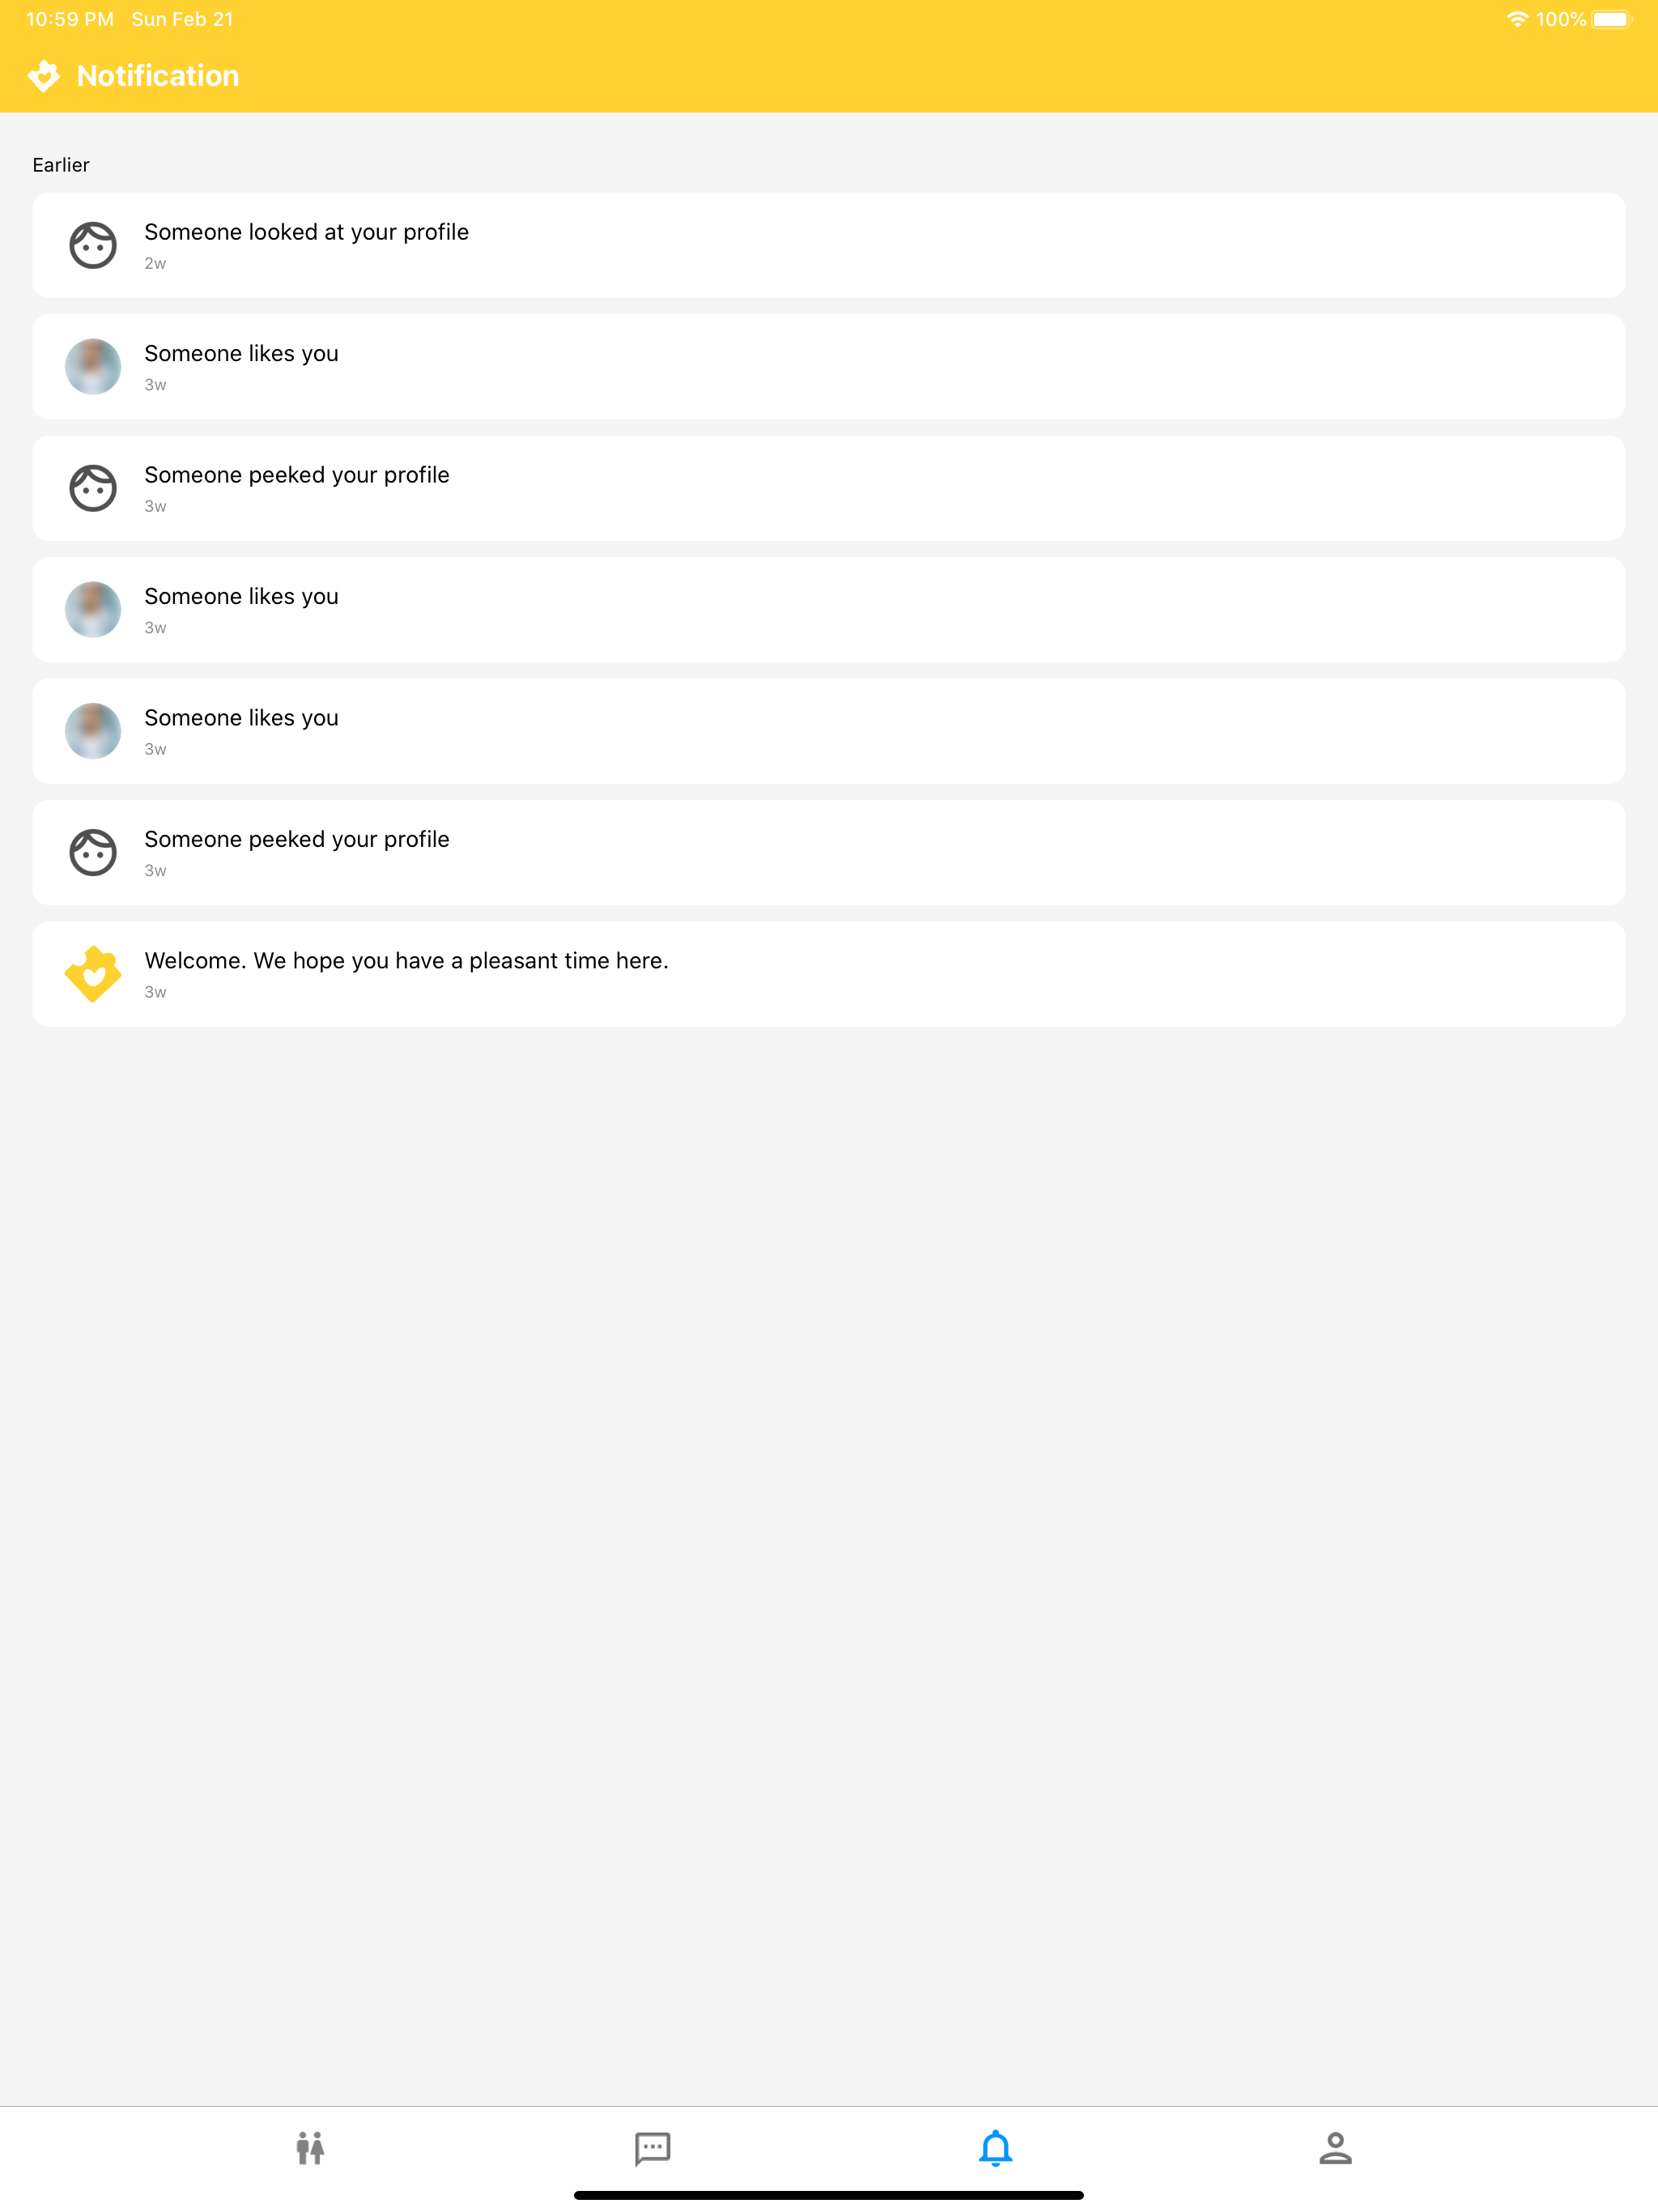 10:59 PM Sun Feb 21 100%
Notification
Earlier
Someone looked at your profile
2w
Someone likes you
3w
Someone peeked your profile
3w
Someone likes you
3w
Someone likes you
3w
Someone peeked your profile
3w
Welcome. We hope you have a pleasant time here.
3w